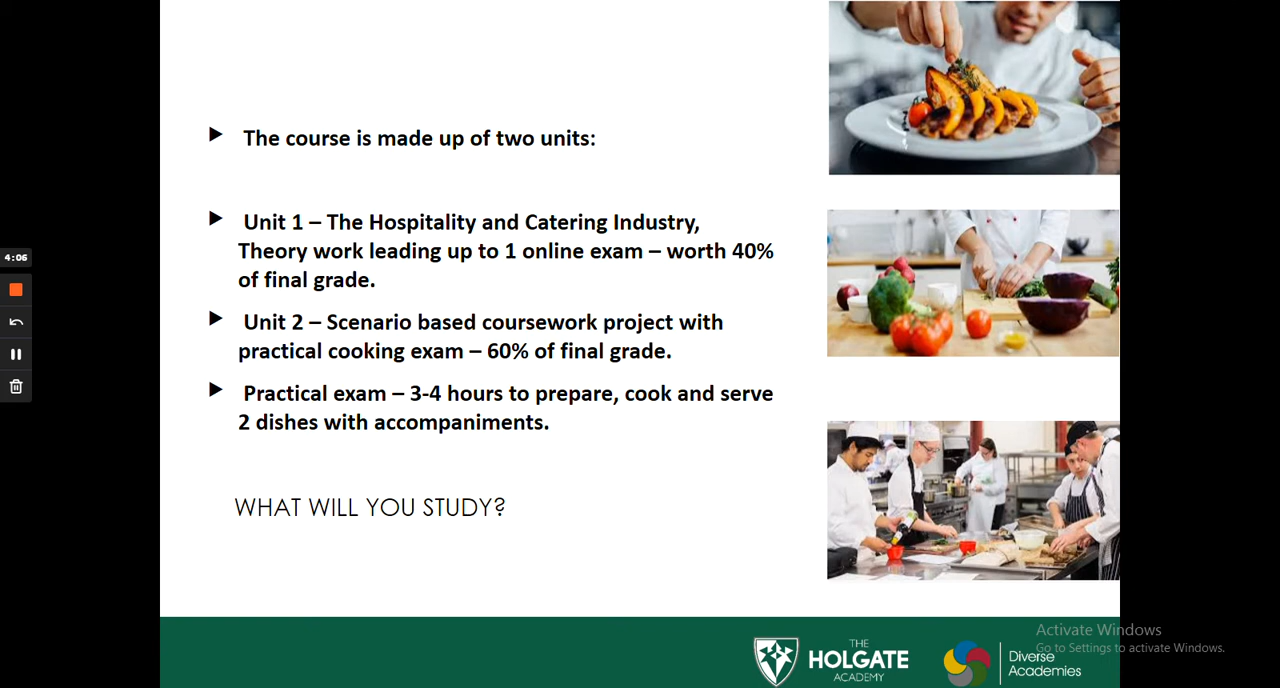 The course is made up of two units:
Unit 1 – The Hospitality and Catering Industry,
Theory work leading up to 1 online exam – worth 40%
of final grade.
Unit 2 – Scenario based coursework project with
practical cooking exam – 60% of final grade.
Practical exam – 3-4 hours to prepare, cook and serve
2 dishes with accompaniments.
WHAT WILL YOU STUDY?
4:06
THE
HOLGATE
ACADEMY
Diverse
Academies
Activate Windows
Go to Settings to activate Windows.